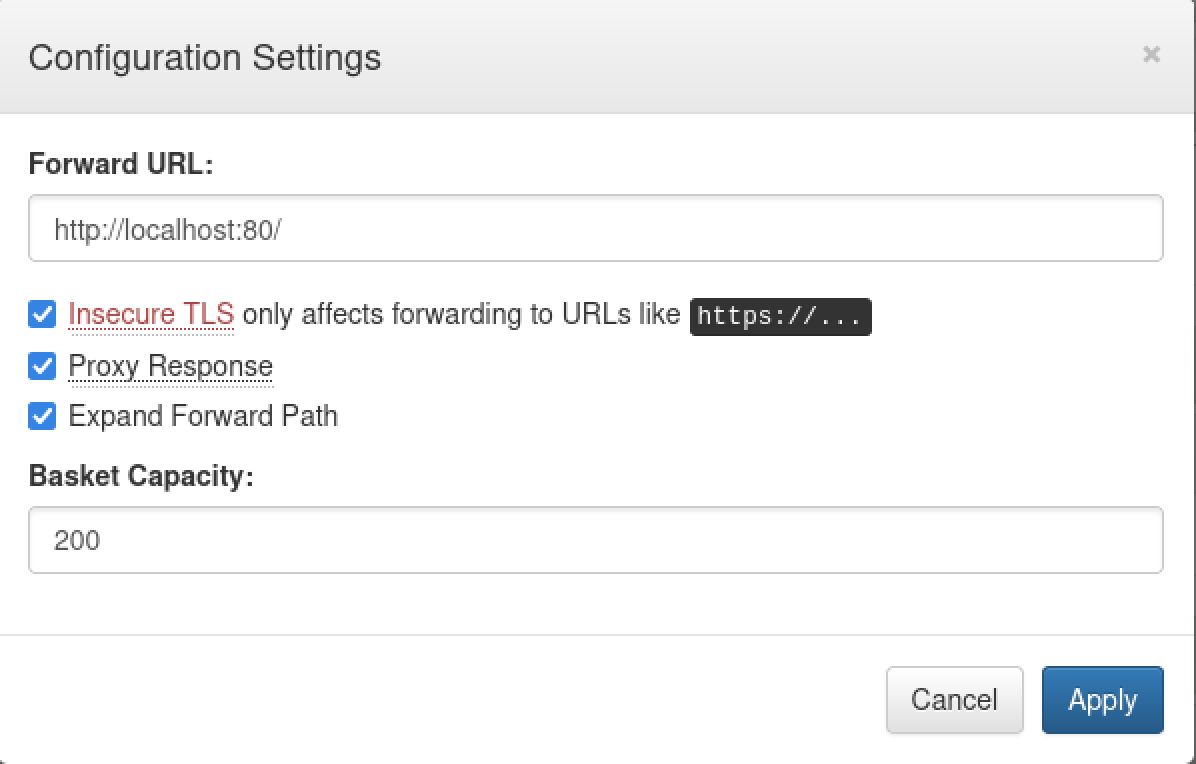 Configuration Settings
×
Forward URL:
http://localhost:80/
Insecure TLS only affects forwarding to URLs like https://...
Proxy Response
Expand Forward Path
Basket Capacity:
200
Cancel Apply